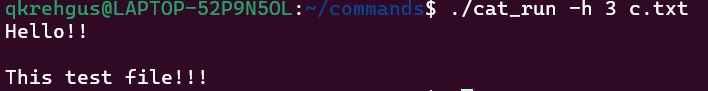 qkrehgus@LAPTOP-52P9N5OL:~/commands$ ./cat_run -h 3 c.txt
Hello!!
This test file!!!